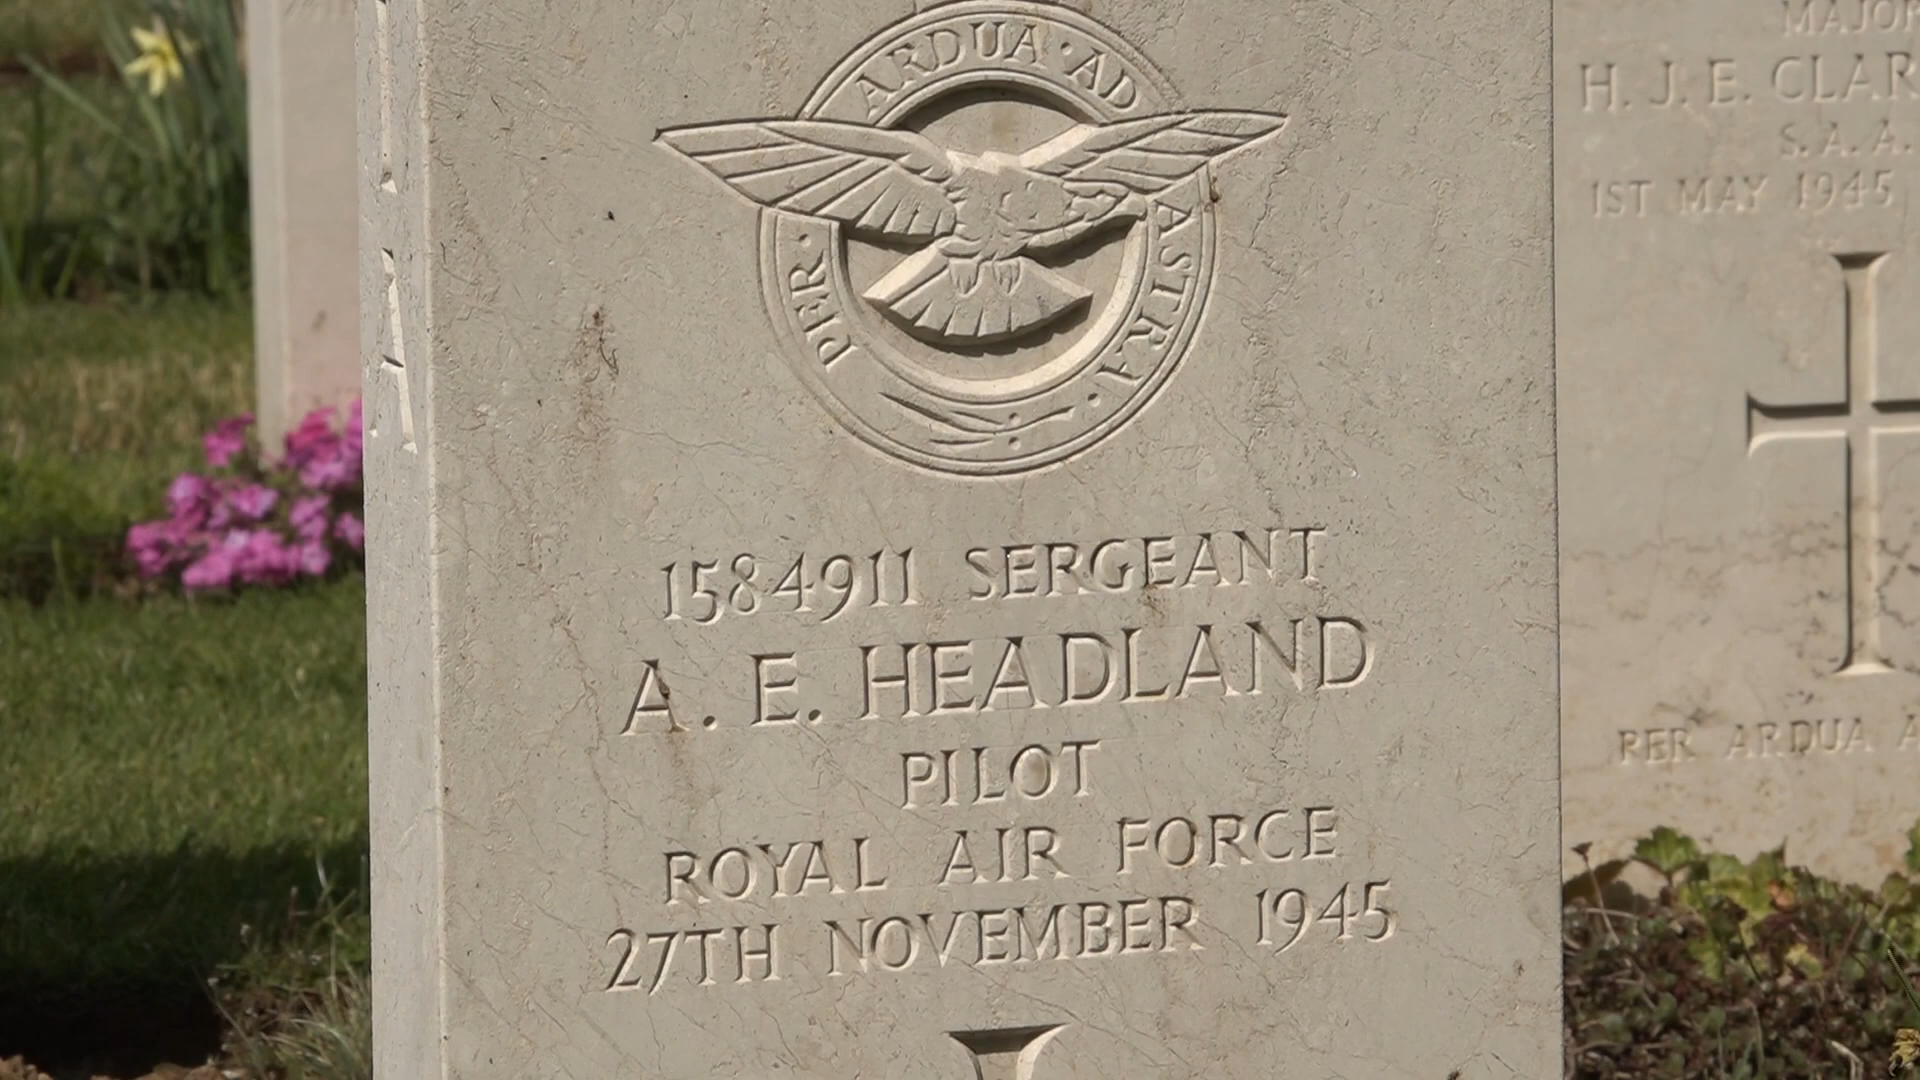 PER · ARDUA · AD ASTRA ·
1584911 SERGEANT
A. E. HEADLAND
PILOT
ROYAL AIR FORCE
27TH NOVEMBER 1945
MAJOR
H. J. E.
S. A. A.
1ST MAY 1945
PER ARDUA